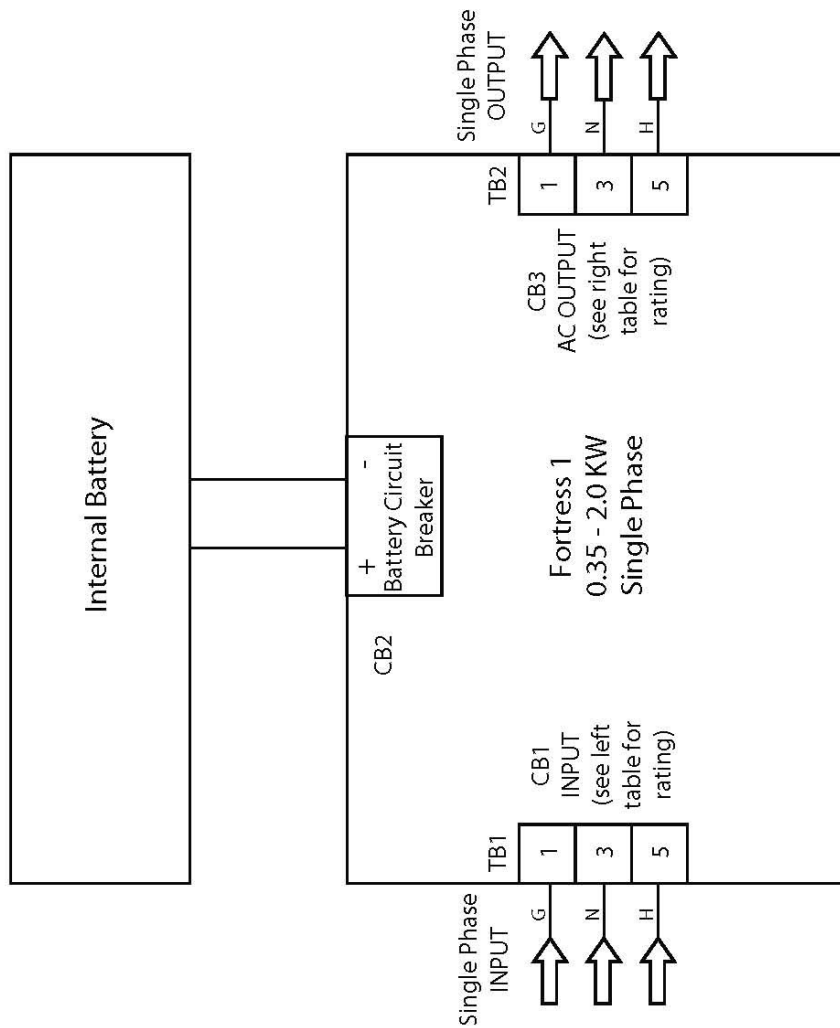 Internal Battery
+ -
Battery Circuit
Breaker
CB2
Single Phase
INPUT
TB1
G
1
N
3
H
5
CB1
INPUT
(see left
table for
rating)
Fortress 1
0.35 - 2.0 KW
Single Phase
CB3
AC OUTPUT
(see right
table for
rating)
TB2
1
G
3
N
5
H
Single Phase
OUTPUT